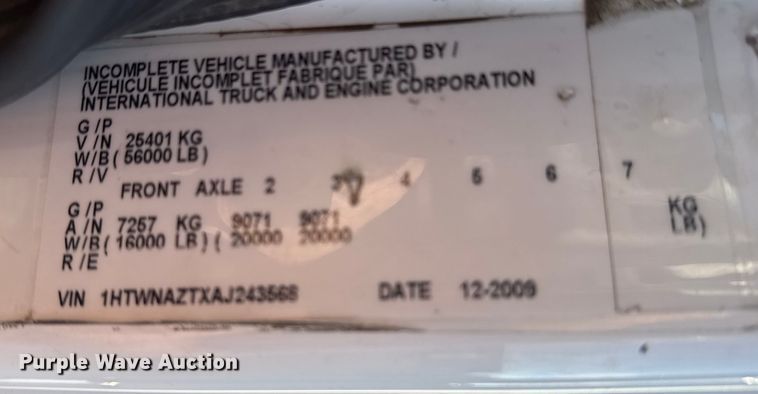 INCOMPLETE VEHICLE MANUFACTURED BY /
(VEHICULE INCOMPLET FABRIQUE PAR)
INTERNATIONAL TRUCK AND ENGINE CORPORATION
G /P
V / N 25401 KG
W/B ( 56000 LB)
R /V
FRONT AXLE 2 3 4 5 6 7
G /P
A / N 7257 KG 9071 9071 KG
W/B ( 16000 LB) ( 20000 20000 LB)
R /E
VIN 1HTWNAZTXAJ243568 DATE 12-2009
Purple Wave Auction